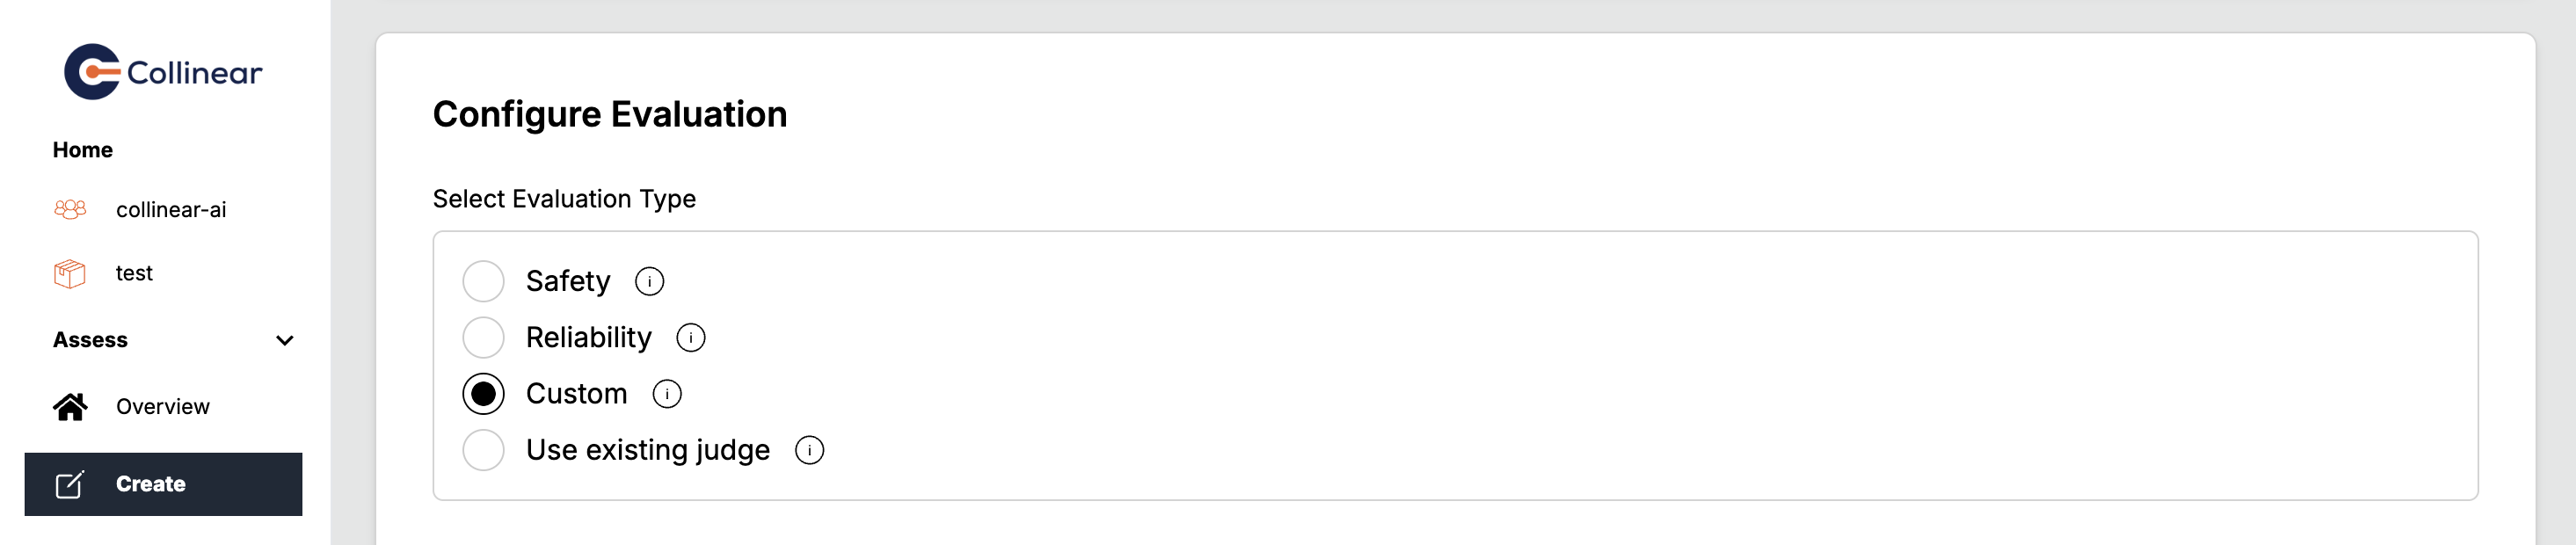 Collinear
Home
collinear-ai
test
Assess
Overview
Create
Configure Evaluation
Select Evaluation Type
Safety
Reliability
Custom
Use existing judge